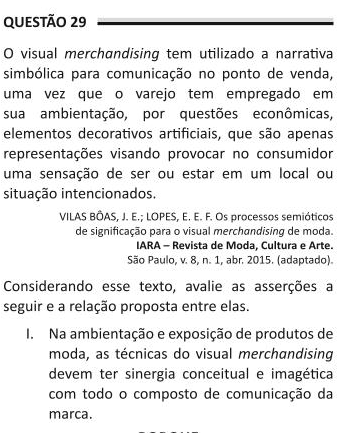 QUESTÃO 29
O visual merchandising tem utilizado a narrativa
simbólica para comunicação no ponto de venda,
uma vez que o varejo tem empregado em
sua ambientação, por questões econômicas,
elementos decorativos artificiais, que são apenas
representações visando provocar no consumidor
uma sensação de ser ou estar em um local ou
situação intencionados.
VILAS BÔAS, J. E.; LOPES, E. E. F. Os processos semióticos
de significação para o visual merchandising de moda.
IARA – Revista de Moda, Cultura e Arte.
São Paulo, v. 8, n. 1, abr. 2015. (adaptado).
Considerando esse texto, avalie as asserções a
seguir e a relação proposta entre elas.
I. Na ambientação e exposição de produtos de
moda, as técnicas do visual merchandising
devem ter sinergia conceitual e imagética
com todo o composto de comunicação da
marca.